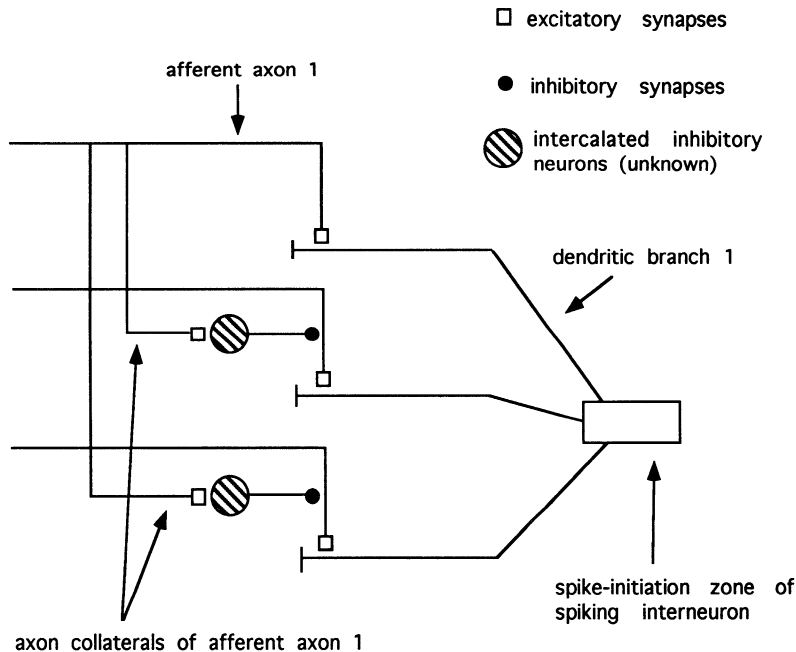 excitatory synapses
afferent axon 1
inhibitory synapses
intercalated inhibitory
neurons (unknown)
dendritic branch 1
spike-initiation zone of
spiking interneuron
axon collaterals of afferent axon 1